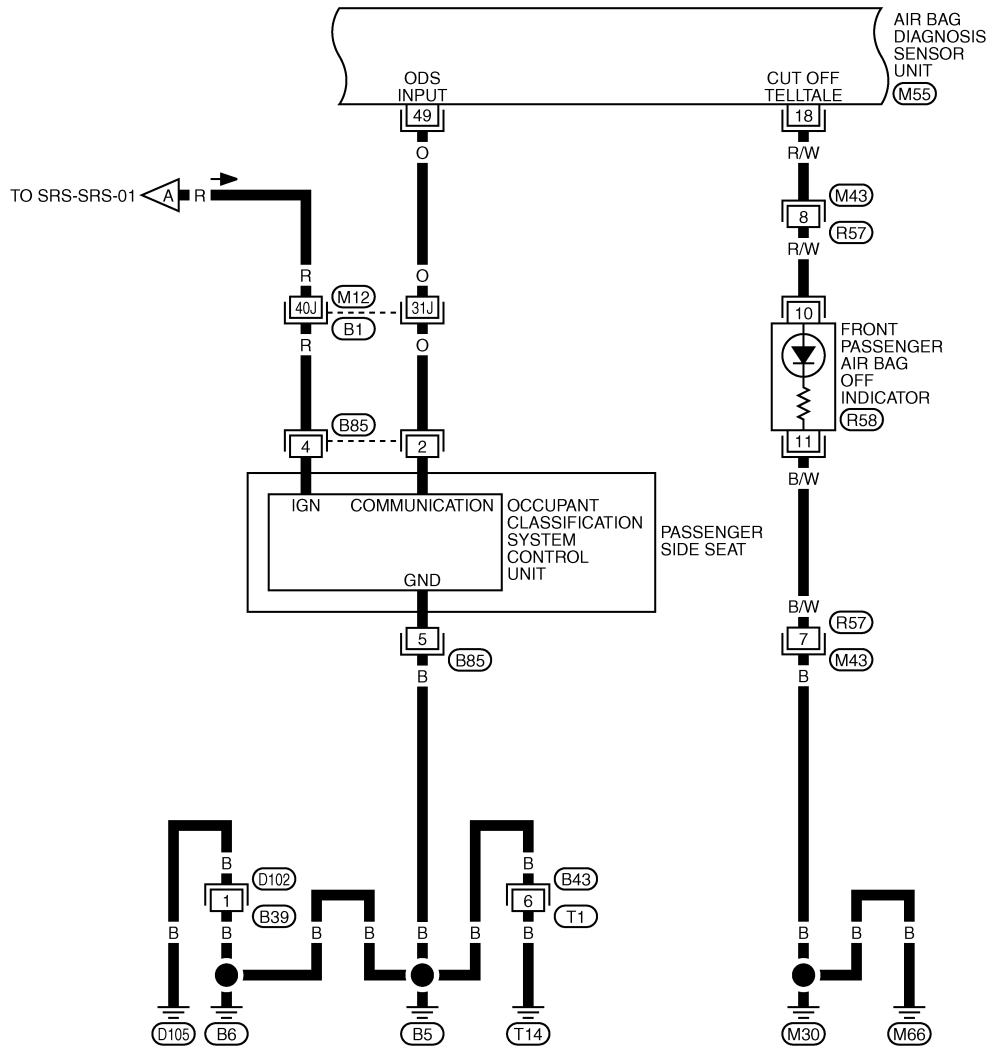 AIR BAG
DIAGNOSIS
SENSOR
UNIT
M55
ODS
INPUT
CUT OFF
TELLTALE
49
18
O
R/W
TO SRS-SRS-01
A
R
M43
8
R57
R/W
R
O
40J
M12
B1
31J
R
O
10
FRONT
PASSENGER
AIR BAG
OFF
INDICATOR
R58
11
B85
4
2
B/W
IGN
COMMUNICATION
OCCUPANT
CLASSIFICATION
SYSTEM
CONTROL
UNIT
PASSENGER
SIDE SEAT
GND
B/W
5
B85
B
R57
7
M43
B
B
B
D102
1
B39
B43
6
T1
B
B
B
B
B
B
B
B
B
B
D105
B6
B5
T14
M30
M66